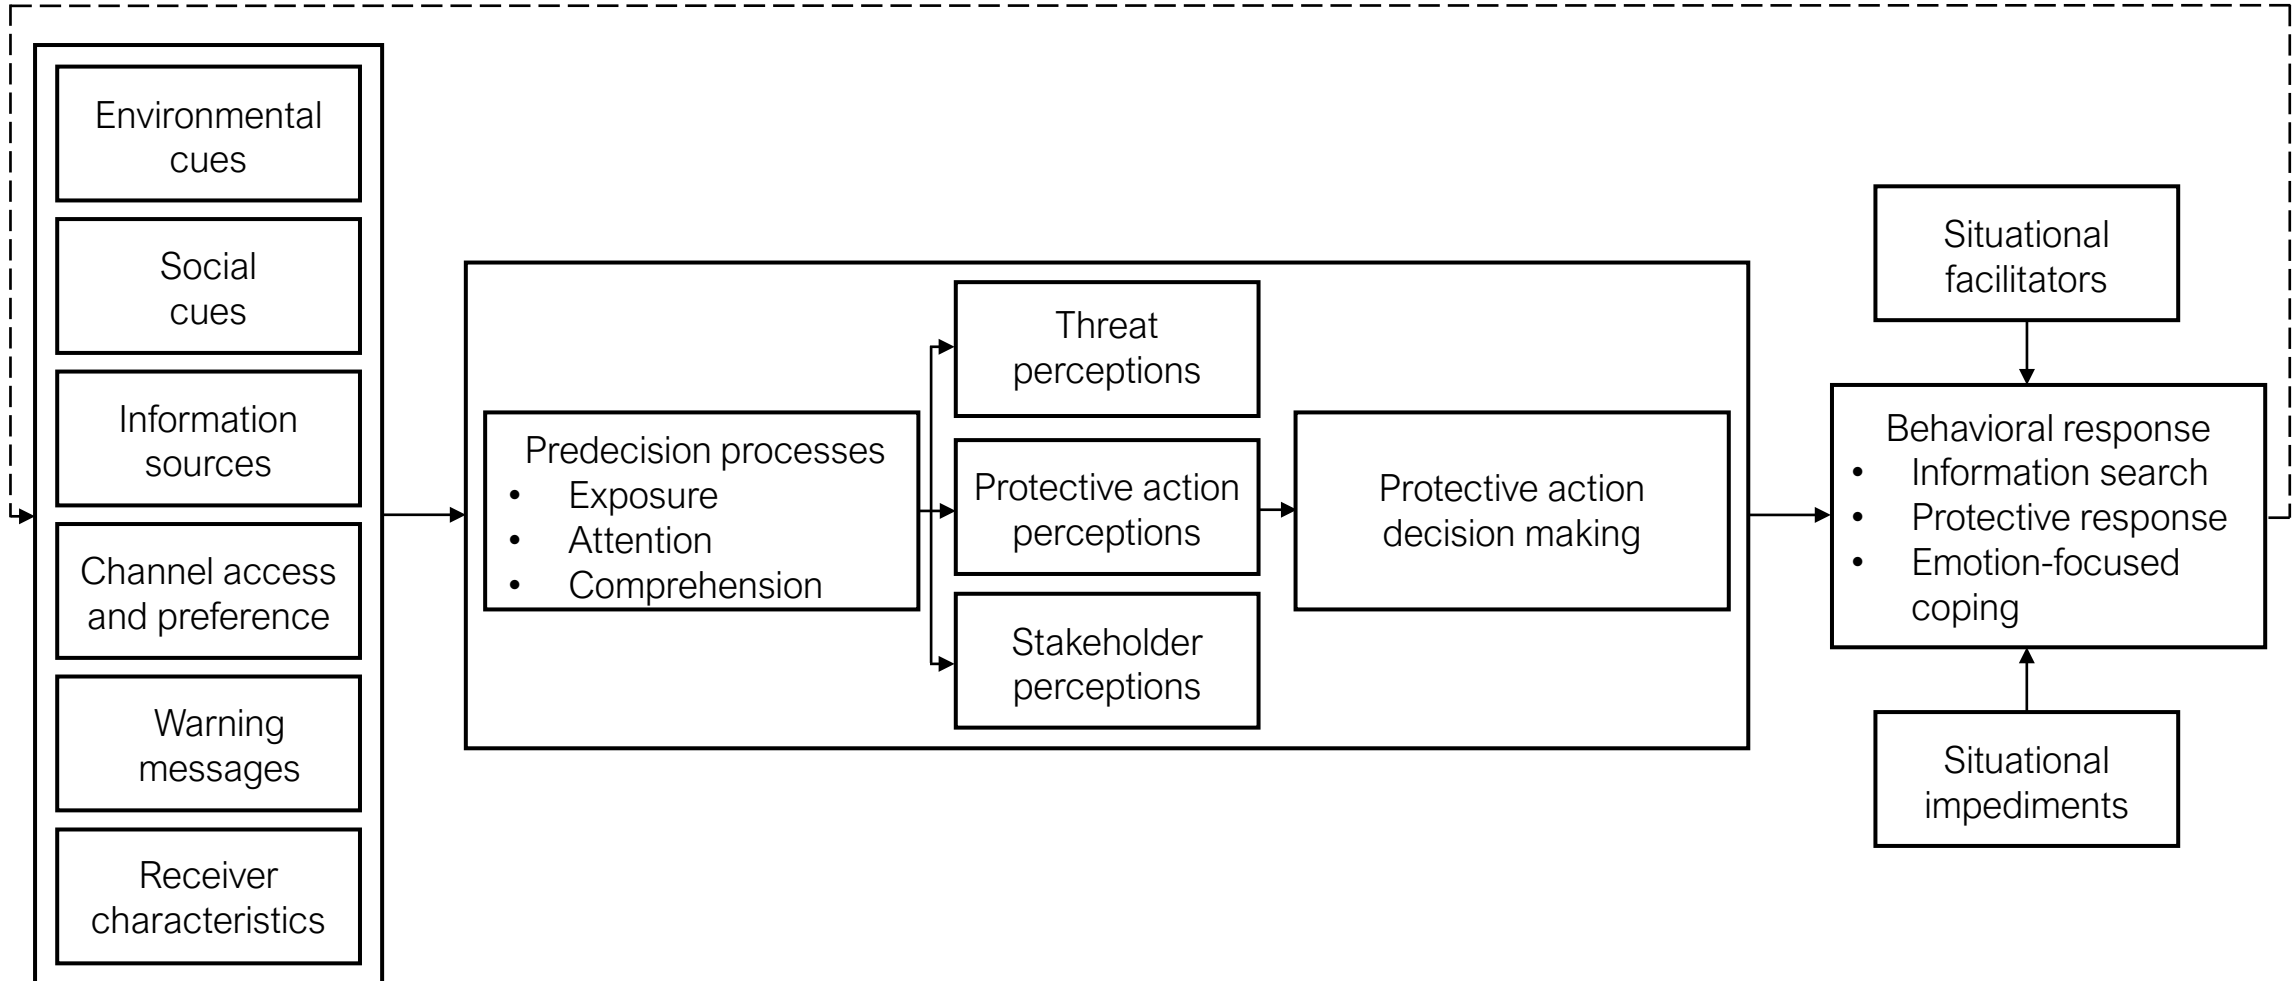 Environmental
cues
Social
cues
Information
sources
Channel access
and preference
Warning
messages
Receiver
characteristics
Predecision processes
• Exposure
• Attention
• Comprehension
Threat
perceptions
Protective action
perceptions
Stakeholder
perceptions
Protective action
decision making
Situational
facilitators
Behavioral response
• Information search
• Protective response
• Emotion-focused
coping
Situational
impediments